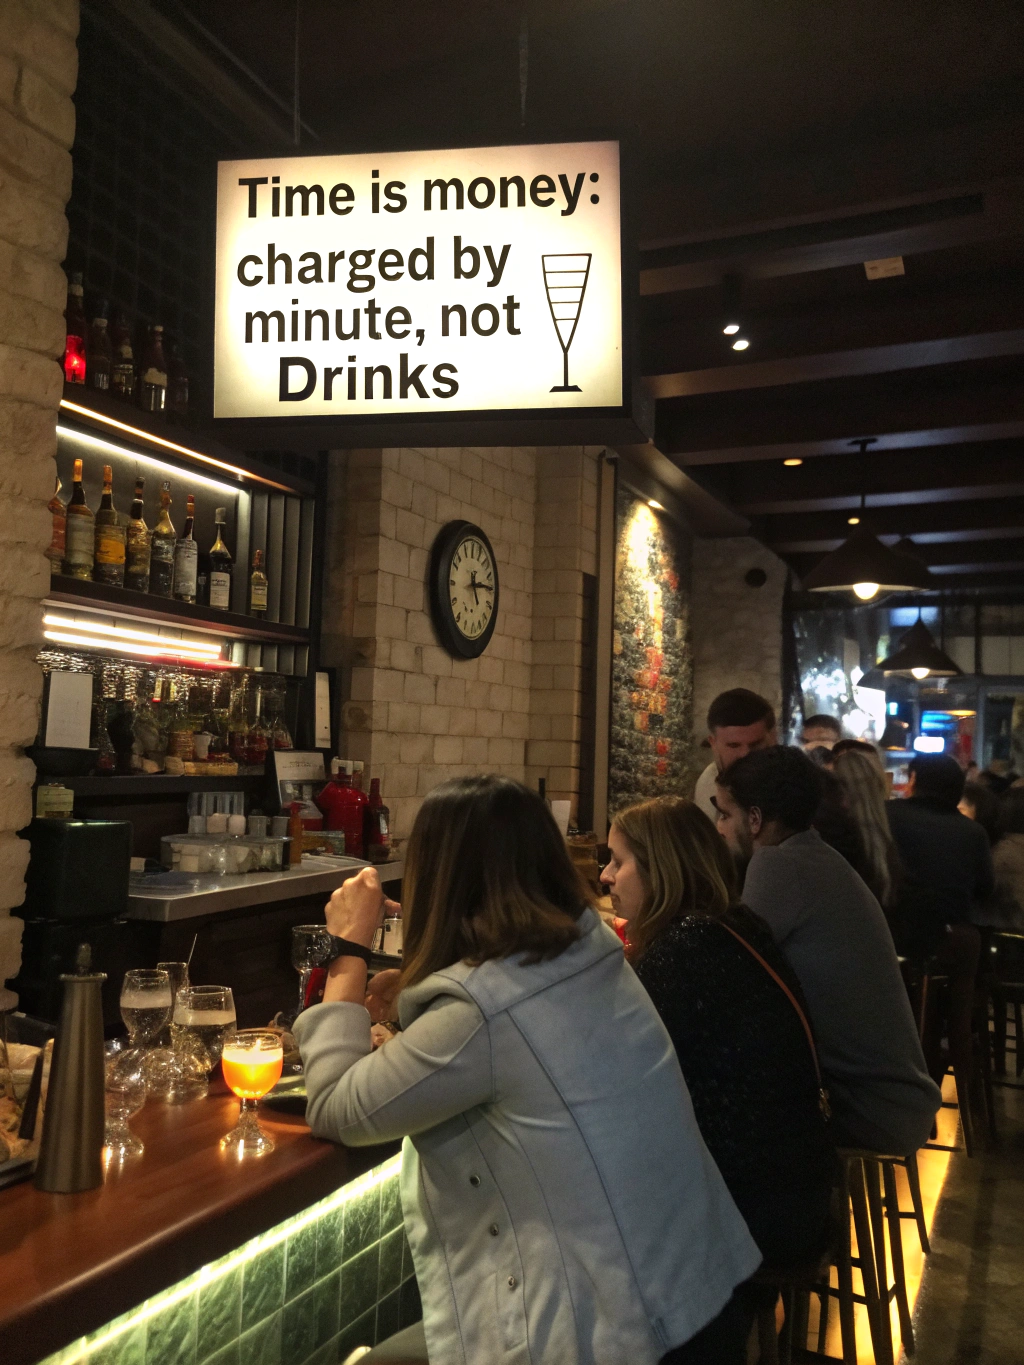 Time is money:
charged by
minute, not
Drinks